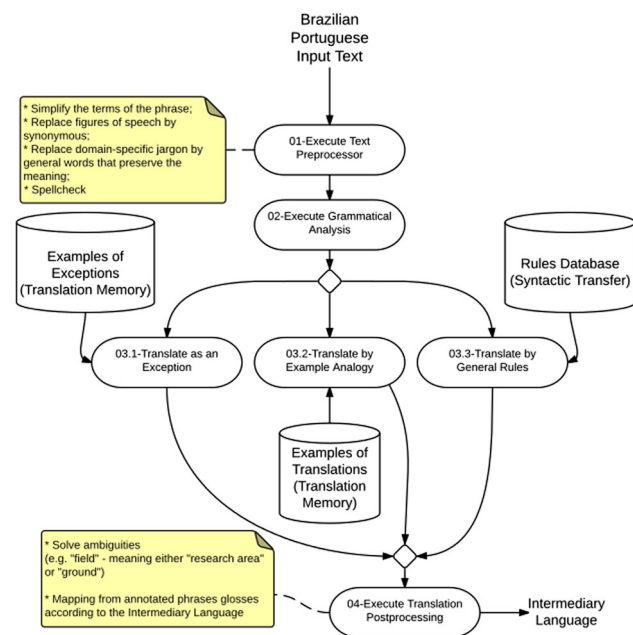 Brazilian
Portuguese
Input Text
* Simplify the terms of the phrase;
* Replace figures of speech by
synonymous;
* Replace domain-specific jargon by
general words that preserve the
meaning;
* Spellcheck
01-Execute Text
Preprocessor
02-Execute Grammatical
Analysis
Examples of
Exceptions
(Translation Memory)
Rules Database
(Syntactic Transfer)
03.1-Translate as an
Exception
03.2-Translate by
Example Analogy
03.3-Translate by
General Rules
Examples of
Translations
(Translation
Memory)
* Solve ambiguities
(e.g. "field" - meaning either "research area"
or "ground")
* Mapping from annotated phrases glosses
according to the Intermediary Language
04-Execute Translation
Postprocessing
Intermediary
Language